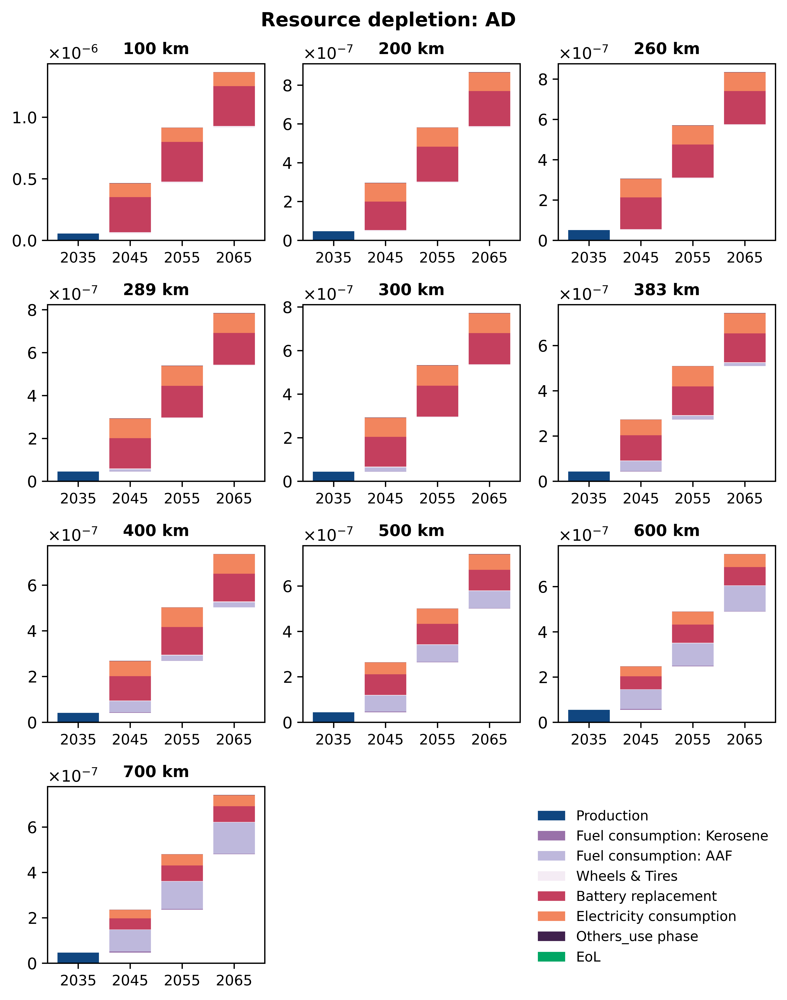 Resource depletion: AD
×10⁻⁶ 100 km
1.0
0.5
0.0
2035 2045 2055 2065
×10⁻⁷ 200 km
8
6
4
2
0
2035 2045 2055 2065
×10⁻⁷ 260 km
8
6
4
2
0
2035 2045 2055 2065
×10⁻⁷ 289 km
8
6
4
2
0
2035 2045 2055 2065
×10⁻⁷ 300 km
8
6
4
2
0
2035 2045 2055 2065
×10⁻⁷ 383 km
6
4
2
0
2035 2045 2055 2065
×10⁻⁷ 400 km
6
4
2
0
2035 2045 2055 2065
×10⁻⁷ 500 km
6
4
2
0
2035 2045 2055 2065
×10⁻⁷ 600 km
6
4
2
0
2035 2045 2055 2065
×10⁻⁷ 700 km
6
4
2
0
2035 2045 2055 2065
Production
Fuel consumption: Kerosene
Fuel consumption: AAF
Wheels & Tires
Battery replacement
Electricity consumption
Others_use phase
EoL